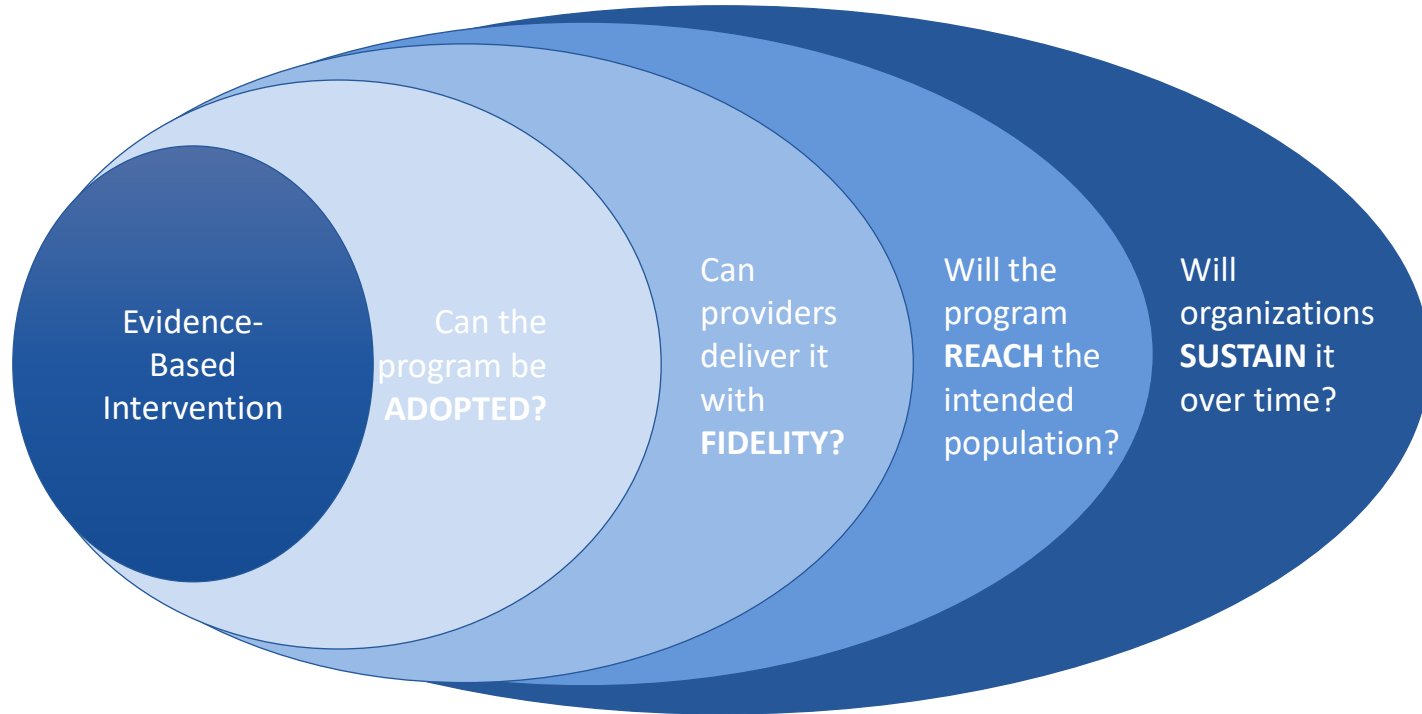 Evidence-
Based
Intervention
Can the
program be
ADOPTED?
Can
providers
deliver it
with
FIDELITY?
Will the
program
REACH the
intended
population?
Will
organizations
SUSTAIN it
over time?